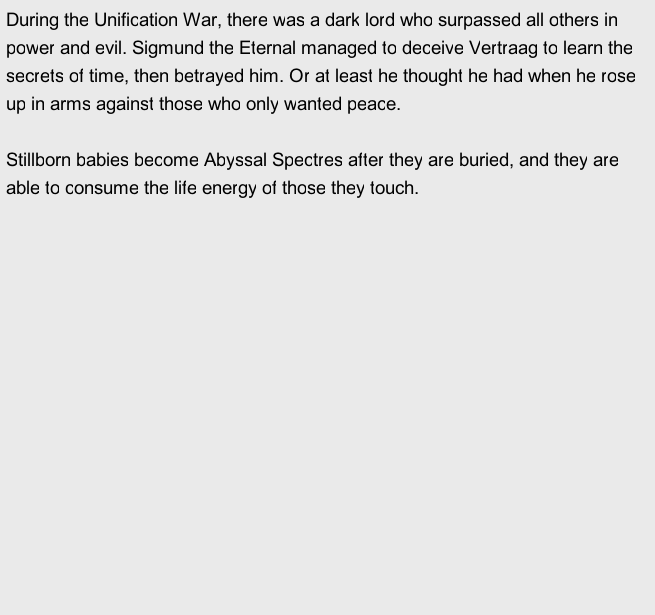 During the Unification War, there was a dark lord who surpassed all others in
power and evil. Sigmund the Eternal managed to deceive Vertraag to learn the
secrets of time, then betrayed him. Or at least he thought he had when he rose
up in arms against those who only wanted peace.

Stillborn babies become Abyssal Spectres after they are buried, and they are
able to consume the life energy of those they touch.